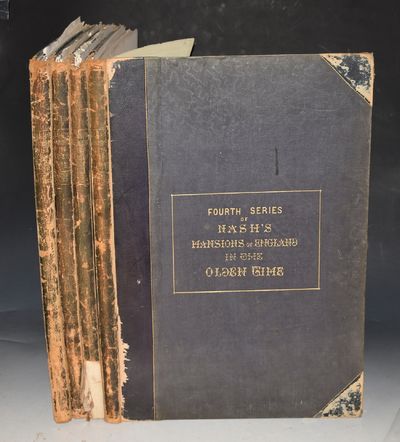 FOURTH SERIES
OF
NASH'S
MANSIONS OF ENGLAND
IN THE
OLDEN TIME